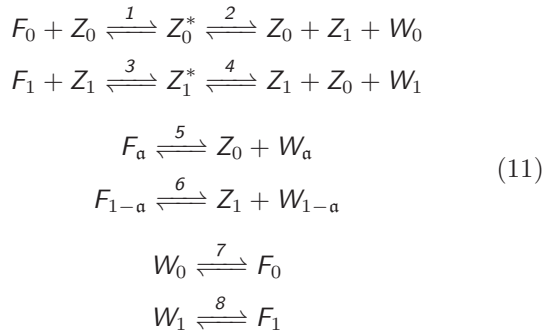 F₀ + Z₀ ⇌¹ Z₀* ⇌² Z₀ + Z₁ + W₀
F₁ + Z₁ ⇌³ Z₁* ⇌⁴ Z₁ + Z₀ + W₁
F_𝔞 ⇌⁵ Z₀ + W_𝔞
(11)
F_{1−𝔞} ⇌⁶ Z₁ + W_{1−𝔞}
W₀ ⇌⁷ F₀
W₁ ⇌⁸ F₁